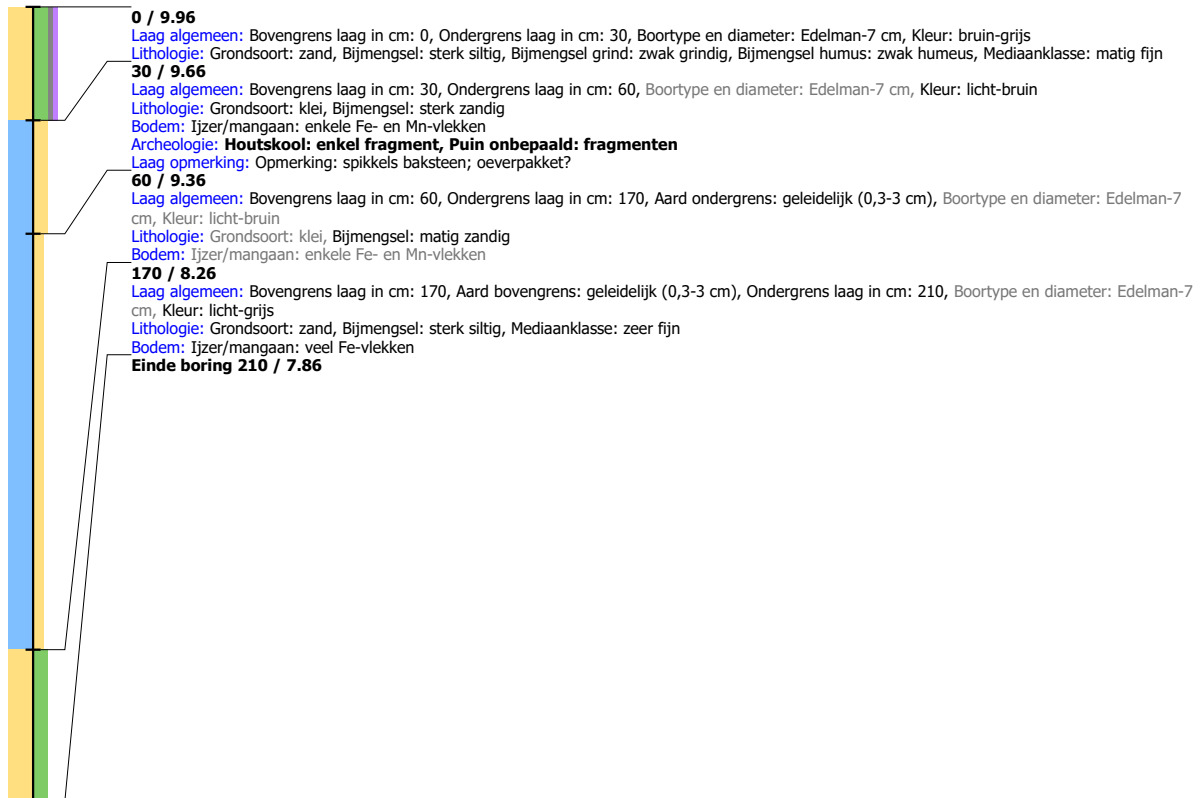 0 / 9.96
Laag algemeen: Bovengrens laag in cm: 0, Ondergrens laag in cm: 30, Boortype en diameter: Edelman-7 cm, Kleur: bruin-grijs
Lithologie: Grondsoort: zand, Bijmengsel: sterk siltig, Bijmengsel grind: zwak grindig, Bijmengsel humus: zwak humeus, Mediaanklasse: matig fijn
30 / 9.66
Laag algemeen: Bovengrens laag in cm: 30, Ondergrens laag in cm: 60, Boortype en diameter: Edelman-7 cm, Kleur: licht-bruin
Lithologie: Grondsoort: klei, Bijmengsel: sterk zandig
Bodem: Ijzer/mangaan: enkele Fe- en Mn-vlekken
Archeologie: Houtskool: enkel fragment, Puin onbepaald: fragmenten
Laag opmerking: Opmerking: spikkels baksteen; oeverpakket?
60 / 9.36
Laag algemeen: Bovengrens laag in cm: 60, Ondergrens laag in cm: 170, Aard ondergrens: geleidelijk (0,3-3 cm), Boortype en diameter: Edelman-7
cm, Kleur: licht-bruin
Lithologie: Grondsoort: klei, Bijmengsel: matig zandig
Bodem: Ijzer/mangaan: enkele Fe- en Mn-vlekken
170 / 8.26
Laag algemeen: Bovengrens laag in cm: 170, Aard bovengrens: geleidelijk (0,3-3 cm), Ondergrens laag in cm: 210, Boortype en diameter: Edelman-7
cm, Kleur: licht-grijs
Lithologie: Grondsoort: zand, Bijmengsel: sterk siltig, Mediaanklasse: zeer fijn
Bodem: Ijzer/mangaan: veel Fe-vlekken
Einde boring 210 / 7.86